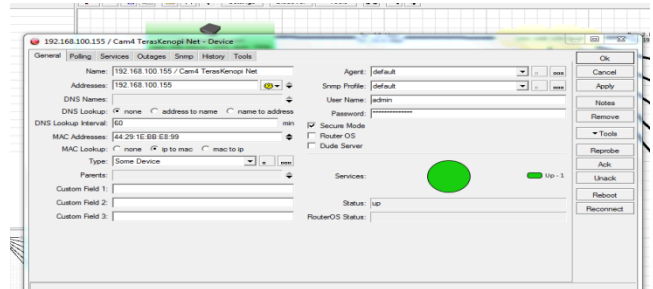 192.168.100.155 / Cam4 TerasKenopi Net - Device
General Polling Services Outages Snmp History Tools
Name: 192.168.100.155 / Cam4 TerasKenopi Net
Addresses: 192.168.100.155
DNS Names:
DNS Lookup: none address to name name to address
DNS Lookup Interval: 60 min
MAC Addresses: 44:29:1E:BB:E8:99
MAC Lookup: none ip to mac mac to ip
Type: Some Device
Parents:
Custom Field 1:
Custom Field 2:
Custom Field 3:
Agent: default
Snmp Profile: default
User Name: admin
Password: **************
Secure Mode
Router OS
Dude Server
Services: Up - 1
Status: up
RouterOS Status:
Ok
Cancel
Apply
Notes
Remove
Tools
Reprobe
Ack
Unack
Reboot
Reconnect